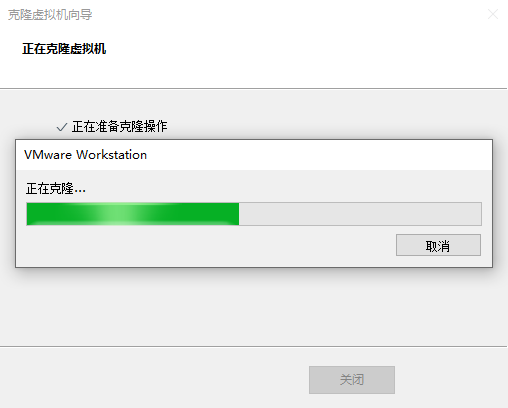 克隆虚拟机向导
正在克隆虚拟机
正在准备克隆操作
VMware Workstation
正在克隆...
取消
关闭